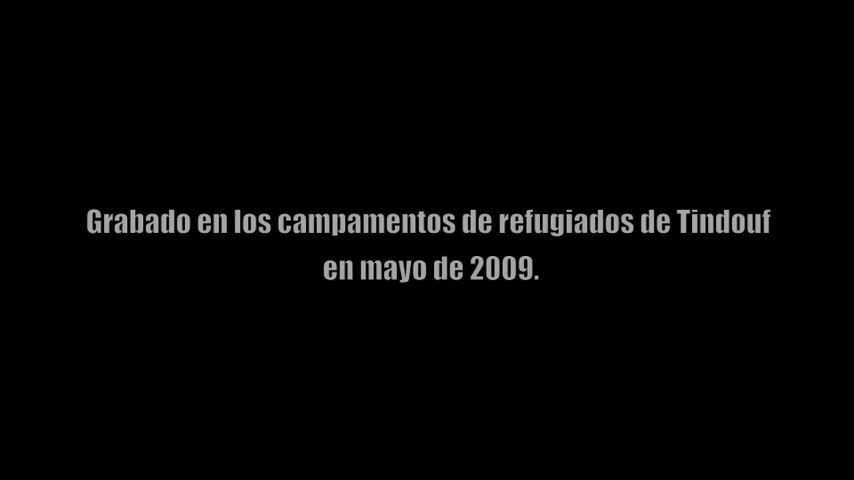 Grabado en los campamentos de refugiados de Tindouf
en mayo de 2009.